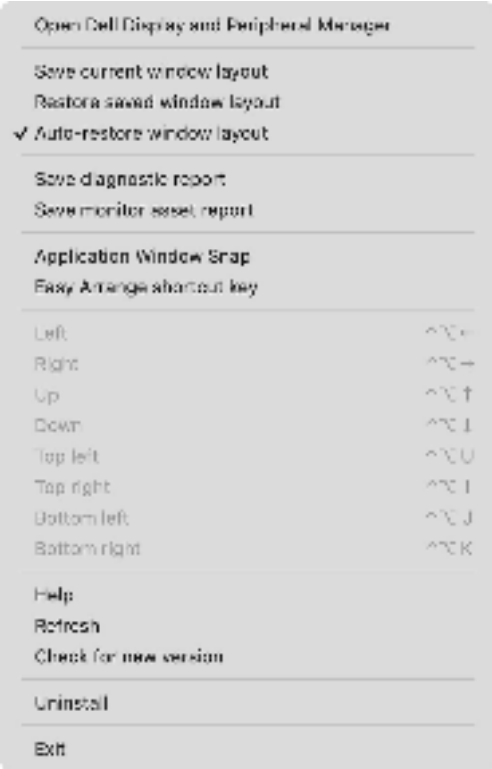 Open Dell Display and Peripheral Manager
Save current window layout
Restore saved window layout
✓ Auto-restore window layout
Save diagnostic report
Save monitor asset report
Application Window Snap
Easy Arrange shortcut key
Left ⌃⌥←
Right ⌃⌥→
Up ⌃⌥↑
Down ⌃⌥↓
Top left ⌃⌥U
Top right ⌃⌥I
Bottom left ⌃⌥J
Bottom right ⌃⌥K
Help
Refresh
Check for new version
Uninstall
Exit